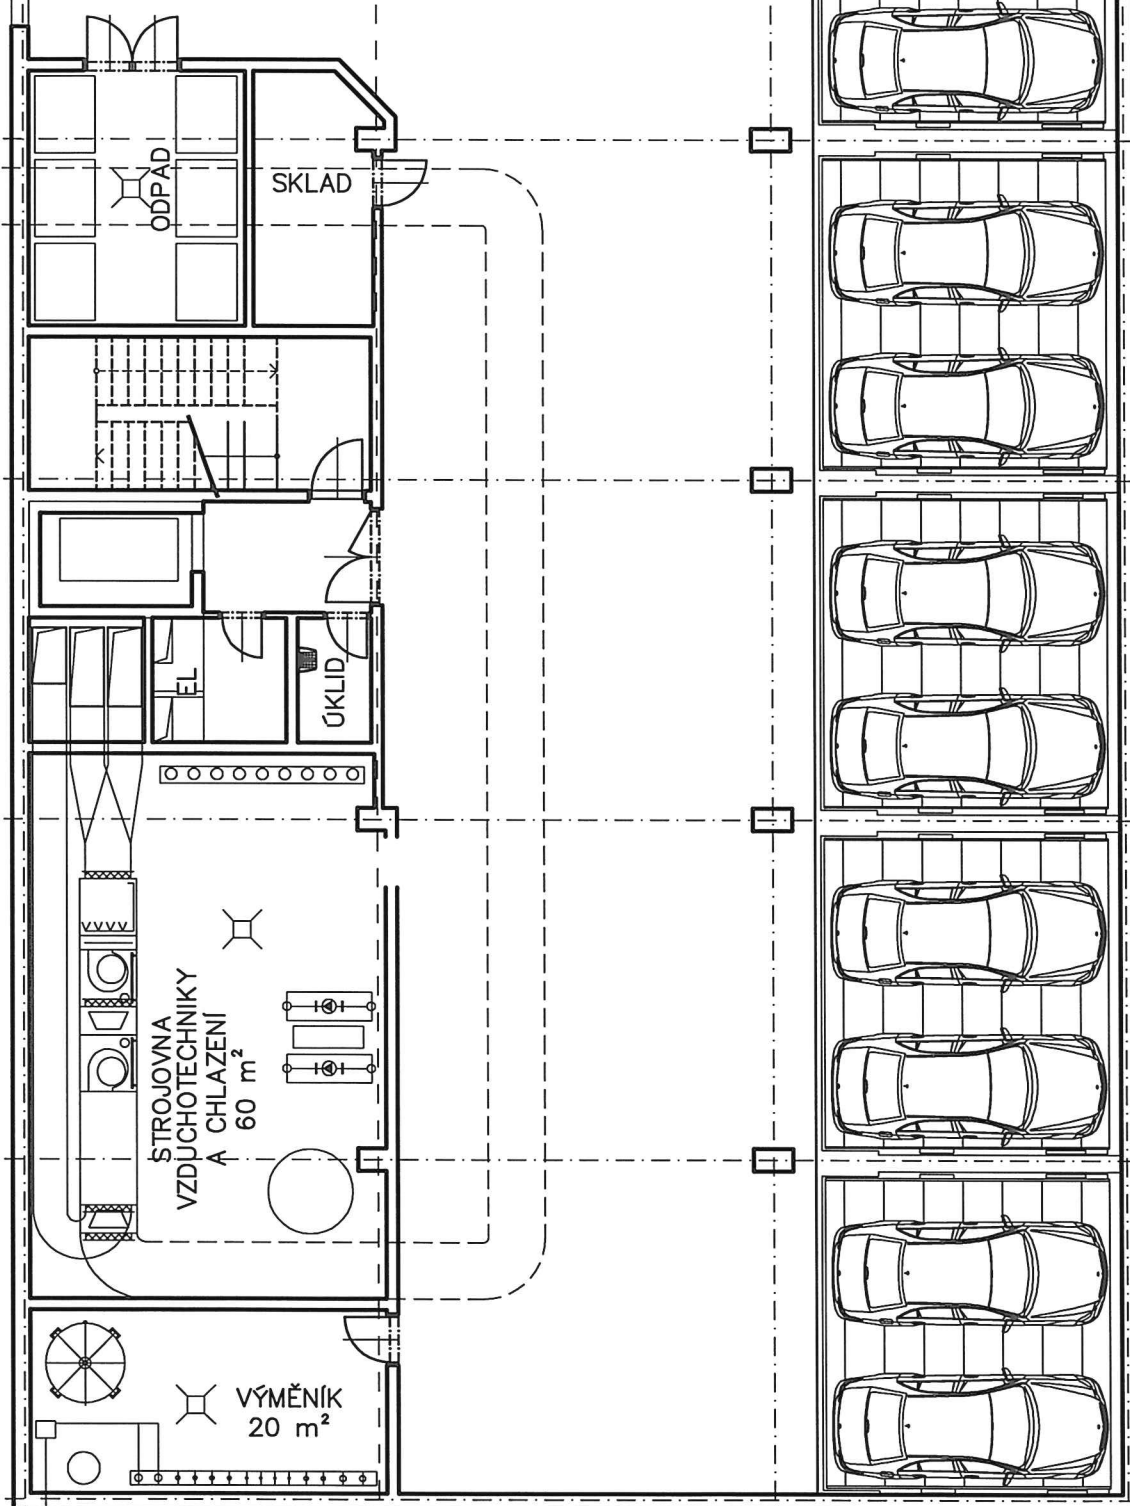 ODPAD
SKLAD
EL
ÚKLID
STROJOVNA
VZDUCHOTECHNIKY
A CHLAZENÍ
60 m²
VÝMĚNÍK
20 m²